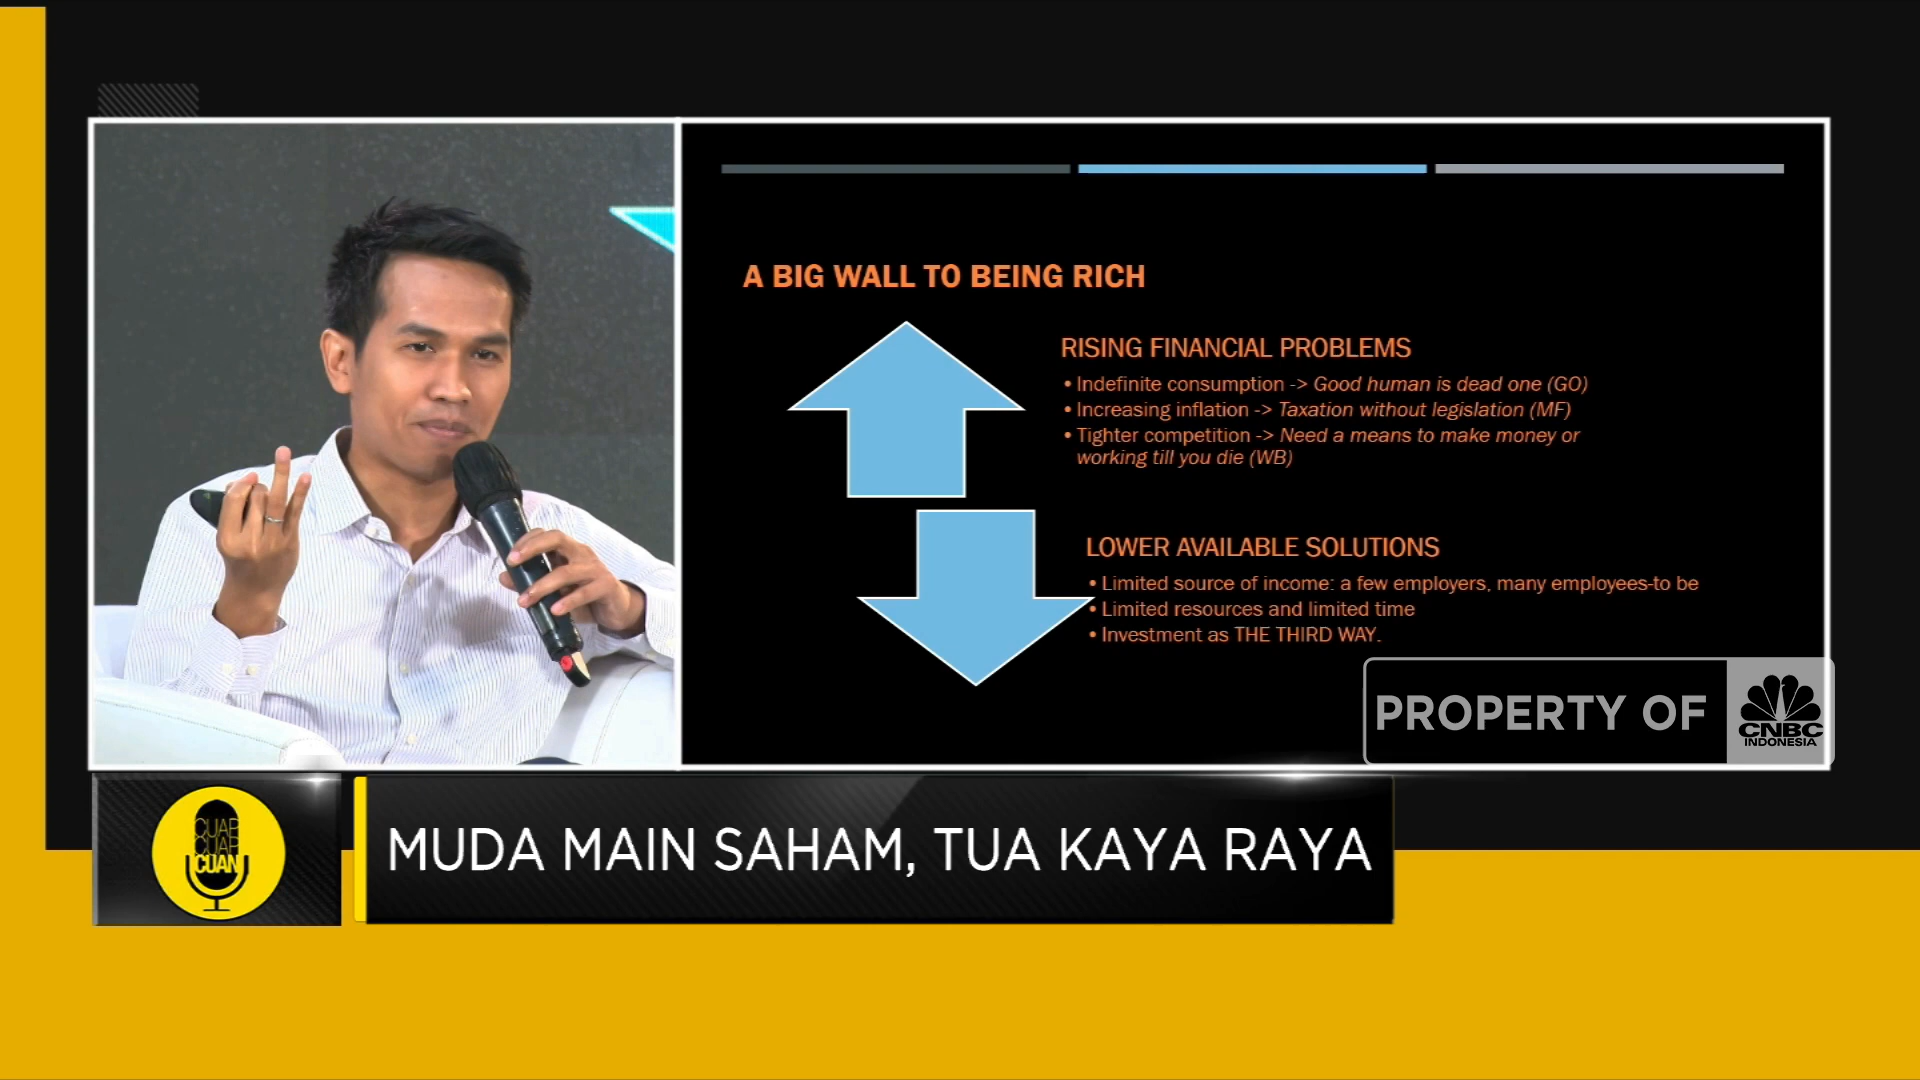 A BIG WALL TO BEING RICH
RISING FINANCIAL PROBLEMS
• Indefinite consumption -> Good human is dead one (GO)
• Increasing inflation -> Taxation without legislation (MF)
• Tighter competition -> Need a means to make money or
working till you die (WB)
LOWER AVAILABLE SOLUTIONS
• Limited source of income: a few employers, many employees-to be
• Limited resources and limited time
• Investment as THE THIRD WAY.
PROPERTY OF
CNBC
INDONESIA
CUAP
CUAP
CUAN
MUDA MAIN SAHAM, TUA KAYA RAYA